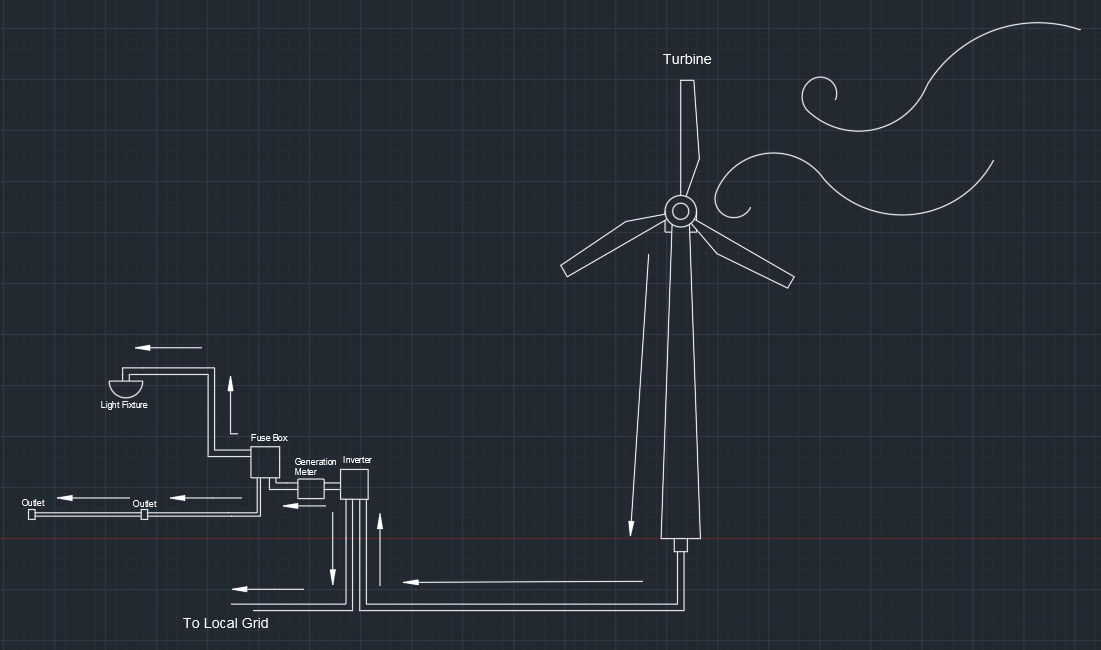 Turbine
Light Fixture
Fuse Box
Generation
Meter
Inverter
Outlet
Outlet
To Local Grid